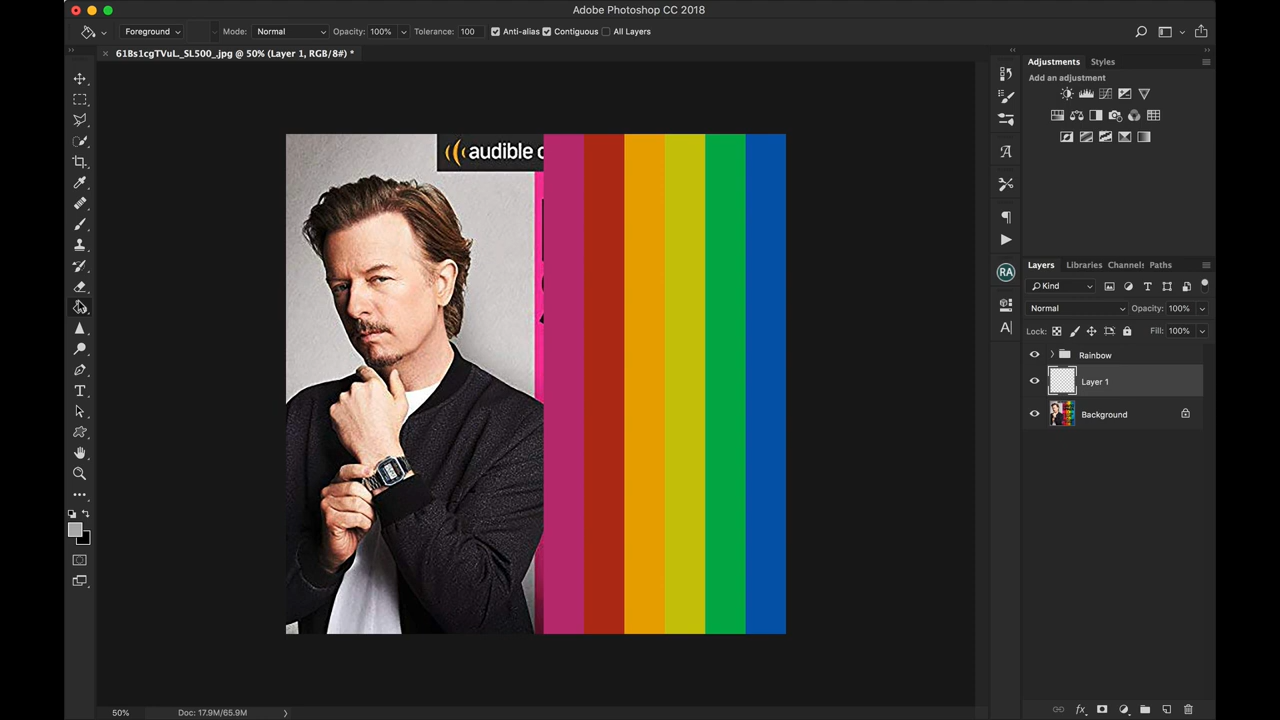 Adobe Photoshop CC 2018
Foreground Mode: Normal Opacity: 100% Tolerance: 100 Anti-alias Contiguous All Layers
61Bs1cgTVuL._SL500_.jpg @ 50% (Layer 1, RGB/8#) *
Adjustments Styles
Add an adjustment
audible
RA
Layers Libraries Channels Paths
Kind
Normal Opacity: 100%
Lock: Fill: 100%
Rainbow
Layer 1
Background
50% Doc: 17.9M/65.9M